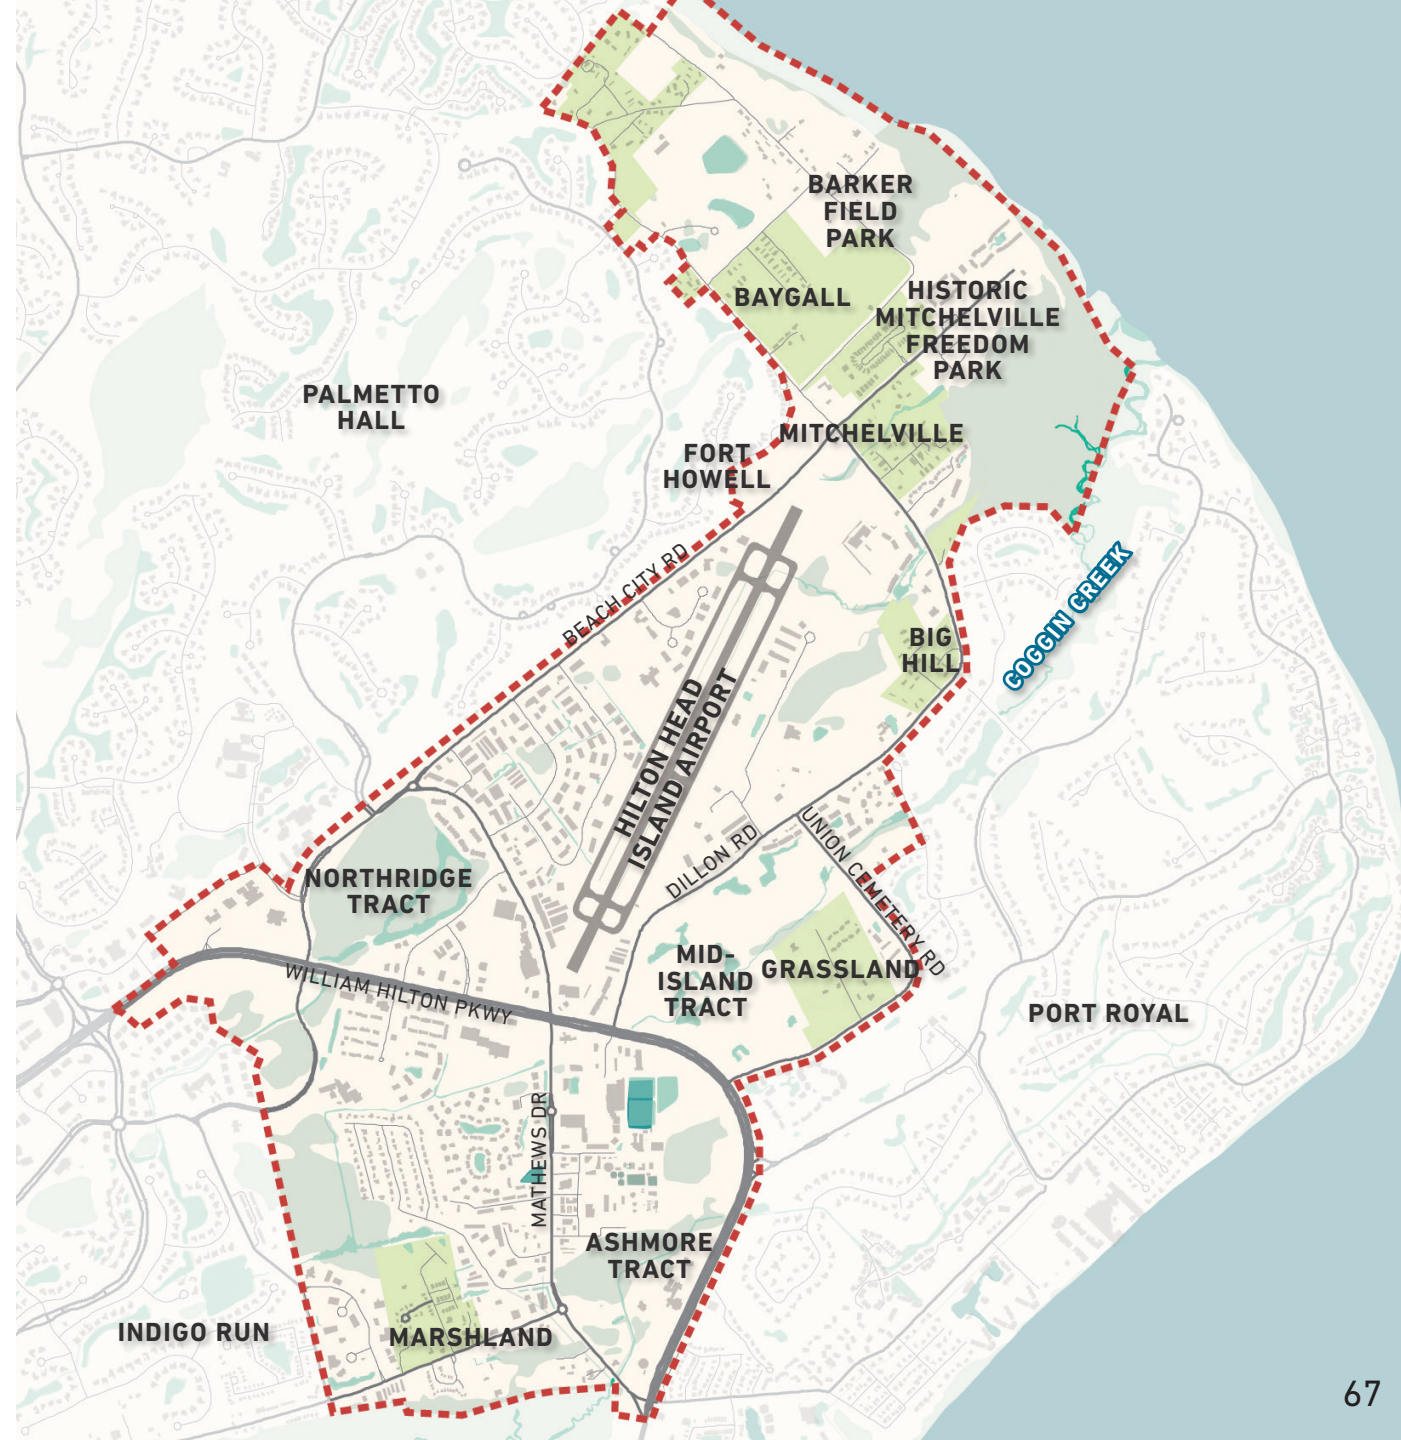 BARKER
FIELD
PARK
BAYGALL
HISTORIC
MITCHELVILLE
FREEDOM
PARK
PALMETTO
HALL
MITCHELVILLE
FORT
HOWELL
BEACH CITY RD
COGGIN CREEK
BIG
HILL
HILTON HEAD
ISLAND AIRPORT
DILLON RD
UNION CEMETERY RD
NORTHRIDGE
TRACT
MID-
ISLAND
TRACT
GRASSLAND
WILLIAM HILTON PKWY
PORT ROYAL
MATHEWS DR
ASHMORE
TRACT
INDIGO RUN
MARSHLAND
67